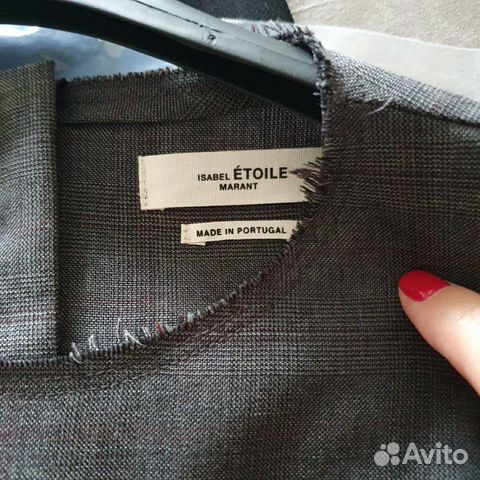 ISABEL ÉTOILE
MARANT
MADE IN PORTUGAL
Avito